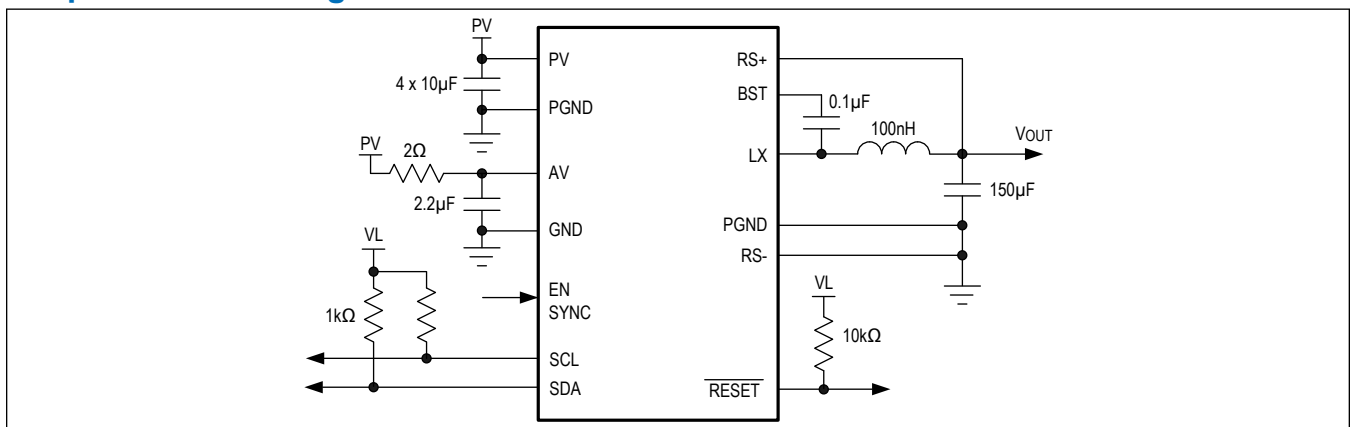 PV
PV
4 x 10µF
PGND
PV
2Ω
AV
2.2µF
GND
VL
EN
SYNC
1kΩ
SCL
SDA
RS+
BST
0.1µF
100nH
LX
VOUT
150µF
PGND
RS-
VL
10kΩ
RESET